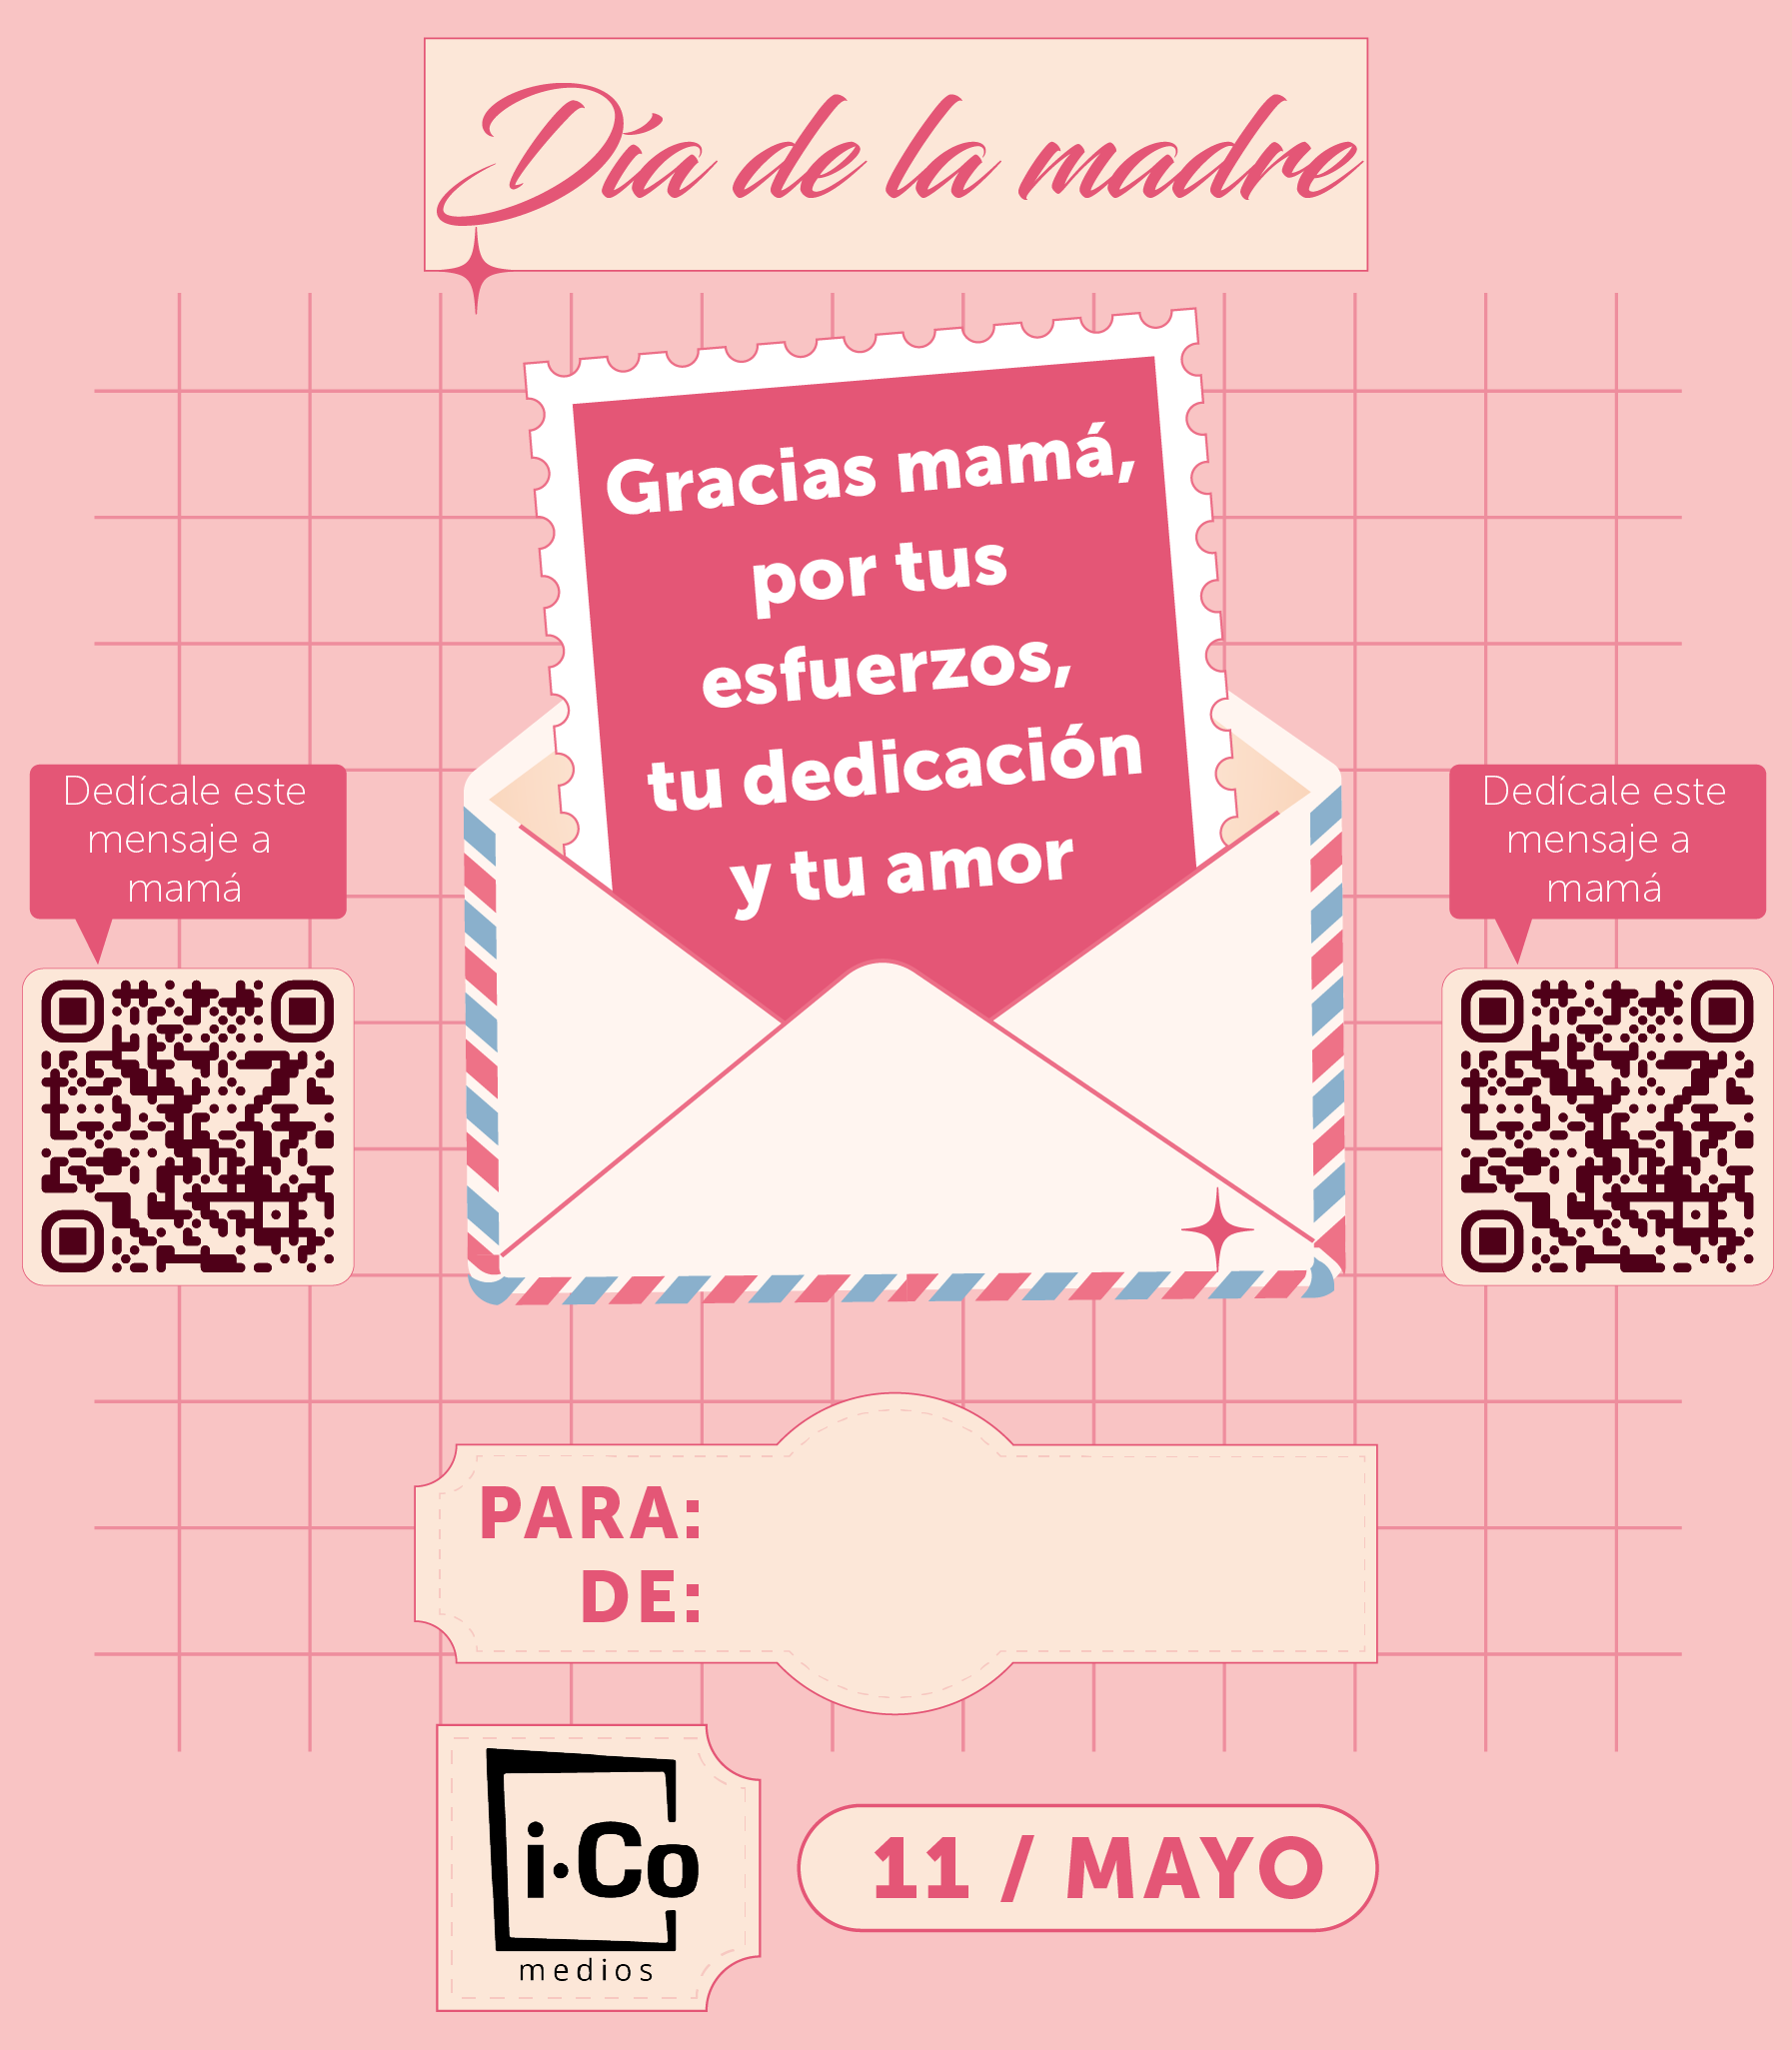 Día de la madre
Gracias mamá,
por tus
esfuerzos,
tu dedicación
y tu amor
Dedícale este
mensaje a
mamá
Dedícale este
mensaje a
mamá
PARA:
DE:
i·Co
medios
11 / MAYO